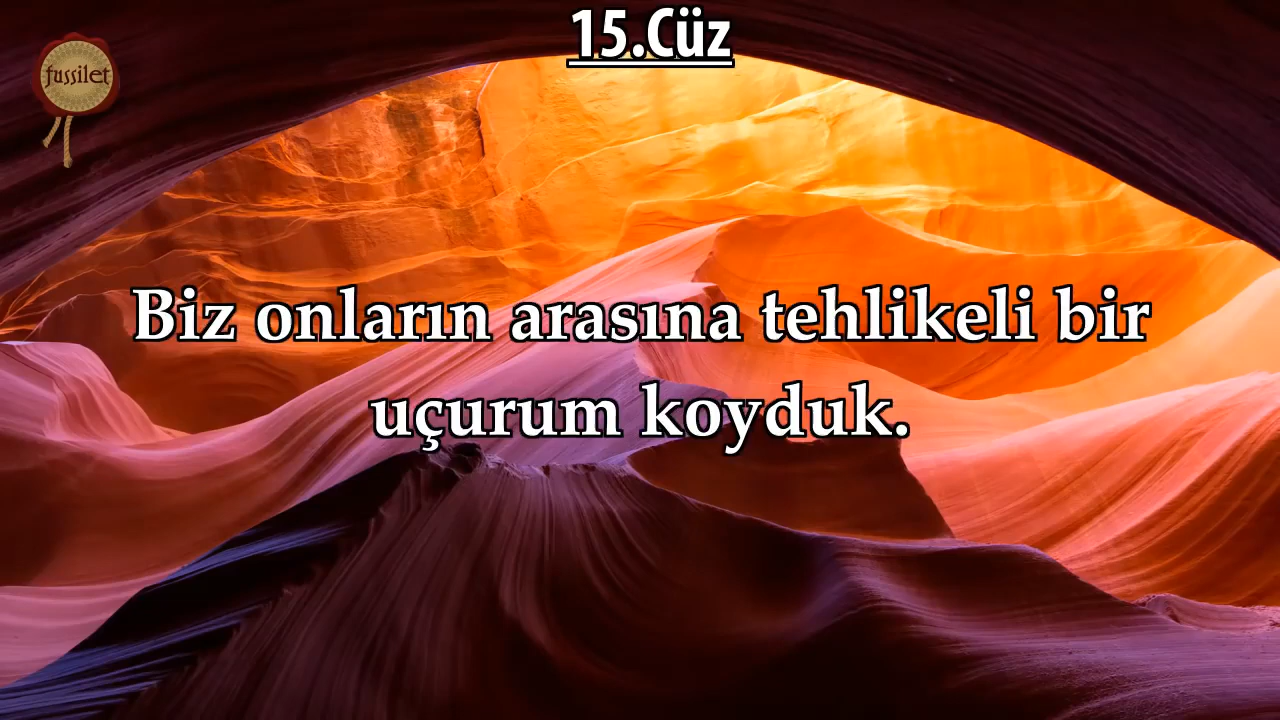 15.Cüz
fussilet
Biz onların arasına tehlikeli bir
uçurum koyduk.